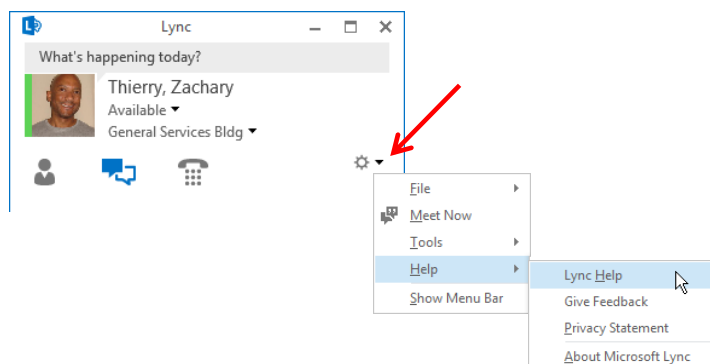 Lync
What's happening today?
Thierry, Zachary
Available
General Services Bldg
File
Meet Now
Tools
Help
Show Menu Bar
Lync Help
Give Feedback
Privacy Statement
About Microsoft Lync